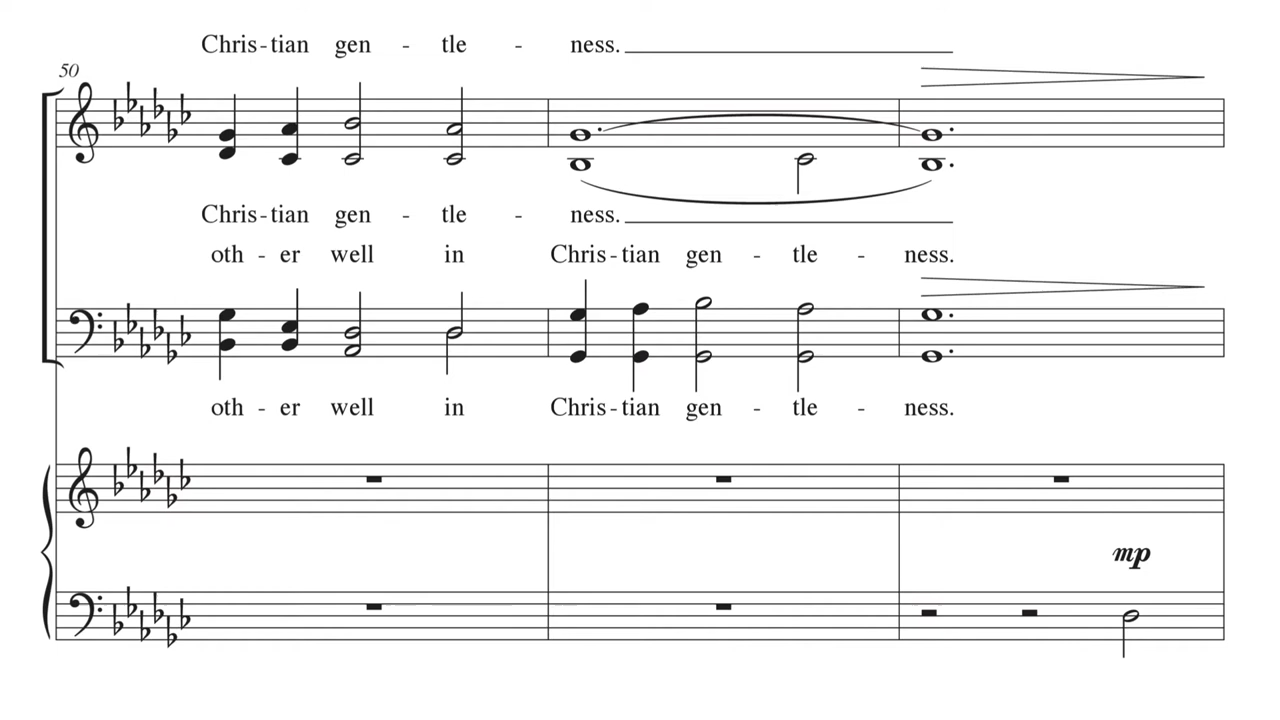 Chris - tian gen - tle - ness.
50
Chris - tian gen - tle - ness.
oth - er well in Chris - tian gen - tle - ness.
oth - er well in Chris - tian gen - tle - ness.
mp